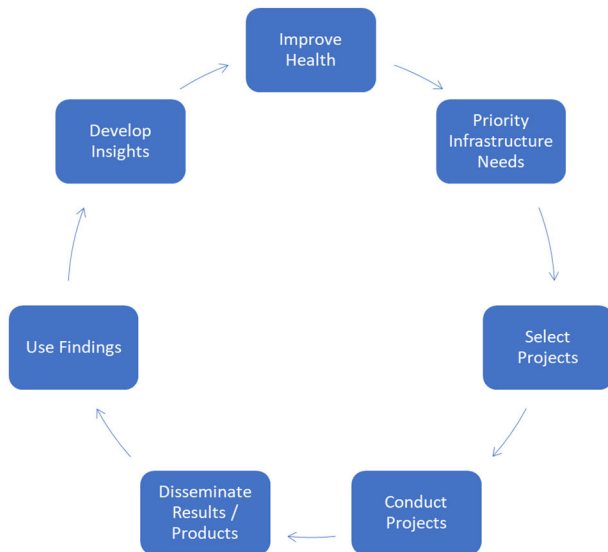 Improve
Health
Priority
Infrastructure
Needs
Select
Projects
Conduct
Projects
Disseminate
Results /
Products
Use Findings
Develop
Insights